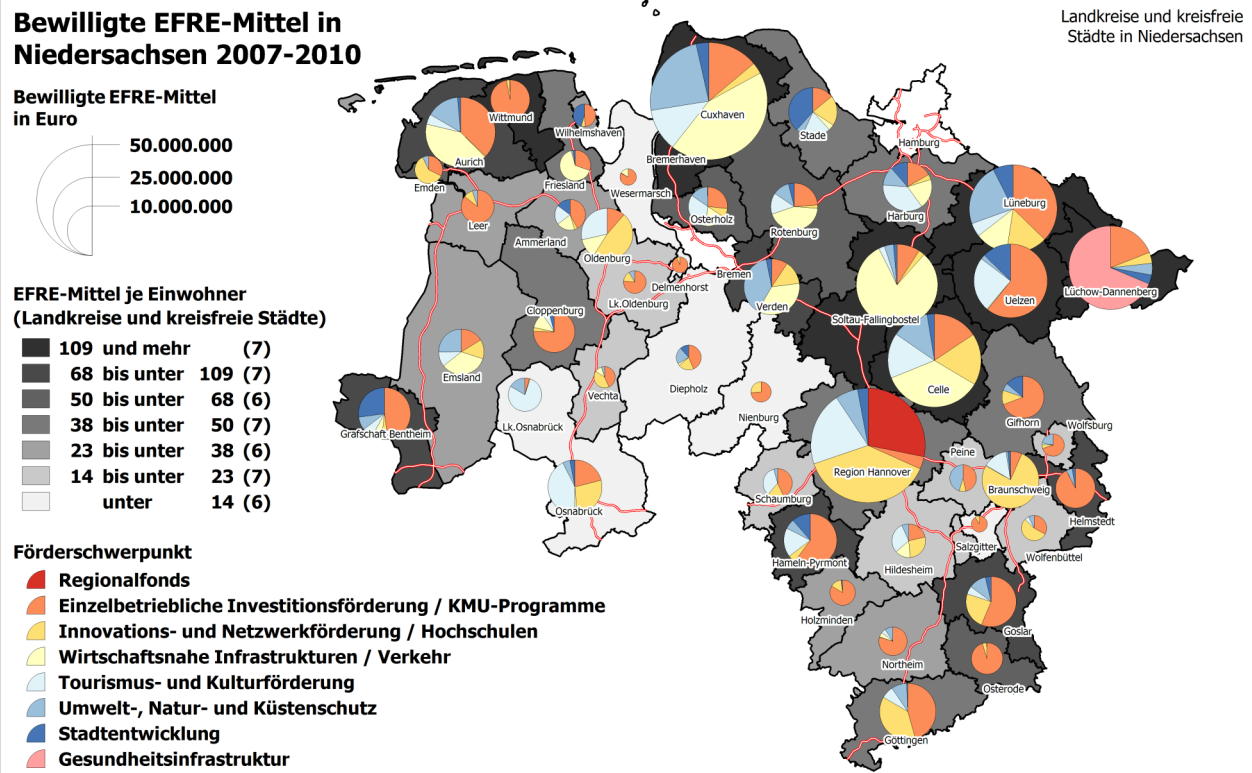 Bewilligte EFRE-Mittel in
Niedersachsen 2007-2010
Landkreise und kreisfreie
Städte in Niedersachsen
Bewilligte EFRE-Mittel
in Euro
50.000.000
25.000.000
10.000.000
EFRE-Mittel je Einwohner
(Landkreise und kreisfreie Städte)
109 und mehr (7)
68 bis unter 109 (7)
50 bis unter 68 (6)
38 bis unter 50 (7)
23 bis unter 38 (6)
14 bis unter 23 (7)
unter 14 (6)
Förderschwerpunkt
Regionalfonds
Einzelbetriebliche Investitionsförderung / KMU-Programme
Innovations- und Netzwerkförderung / Hochschulen
Wirtschaftsnahe Infrastrukturen / Verkehr
Tourismus- und Kulturförderung
Umwelt-, Natur- und Küstenschutz
Stadtentwicklung
Gesundheitsinfrastruktur
Wittmund
Wilhelmshaven
Cuxhaven
Stade
Hamburg
Aurich
Bremerhaven
Emden
Friesland
Wesermarsch
Leer
Ammerland
Osterholz
Rotenburg
Harburg
Lüneburg
Oldenburg
Bremen
Delmenhorst
Lk.Oldenburg
Verden
Soltau-Fallingbostel
Uelzen
Lüchow-Dannenberg
Cloppenburg
Emsland
Vechta
Diepholz
Nienburg
Celle
Gifhorn
Grafschaft Bentheim
Lk.Osnabrück
Wolfsburg
Region Hannover
Peine
Osnabrück
Schaumburg
Braunschweig
Helmstedt
Hameln-Pyrmont
Hildesheim
Salzgitter
Wolfenbüttel
Holzminden
Goslar
Northeim
Osterode
Göttingen